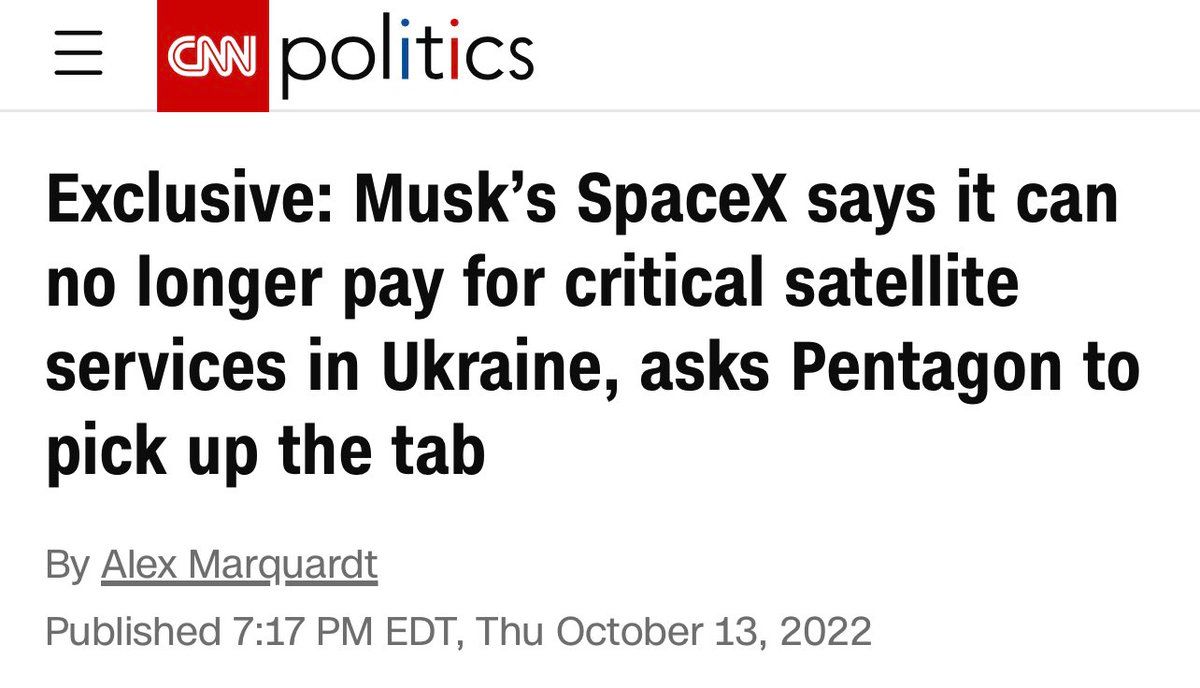 CNN politics
Exclusive: Musk’s SpaceX says it can
no longer pay for critical satellite
services in Ukraine, asks Pentagon to
pick up the tab
By Alex Marquardt
Published 7:17 PM EDT, Thu October 13, 2022